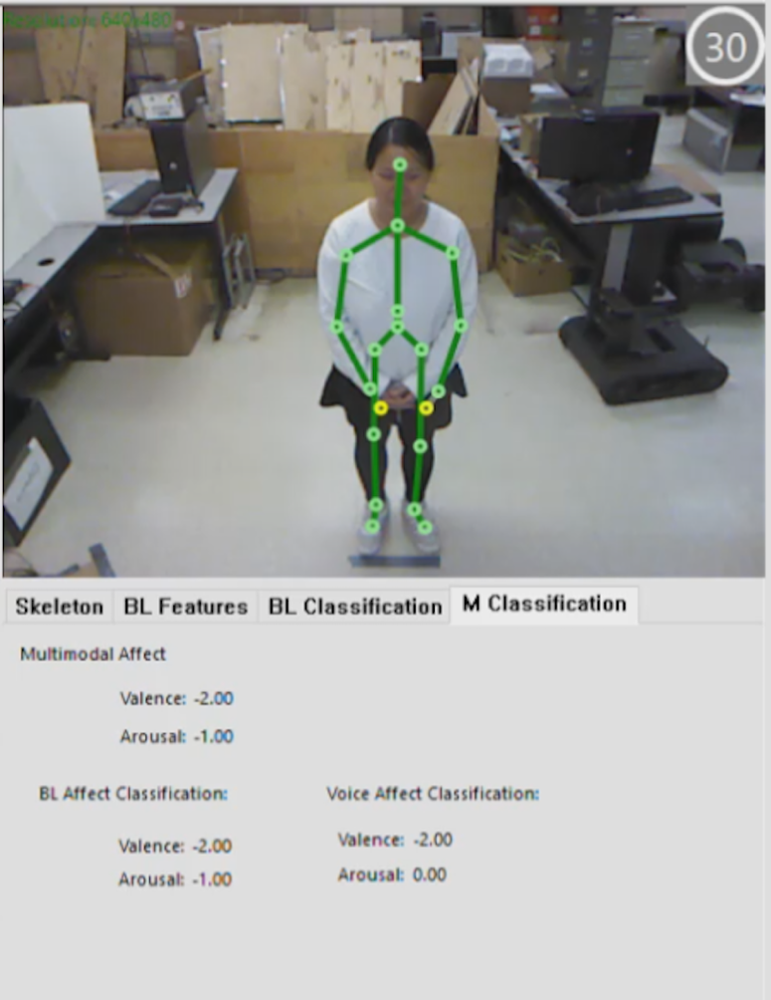 Resolution: 640x480
30
Skeleton BL Features BL Classification M Classification
Multimodal Affect
Valence: -2.00
Arousal: -1.00
BL Affect Classification: Voice Affect Classification:
Valence: -2.00 Valence: -2.00
Arousal: -1.00 Arousal: 0.00